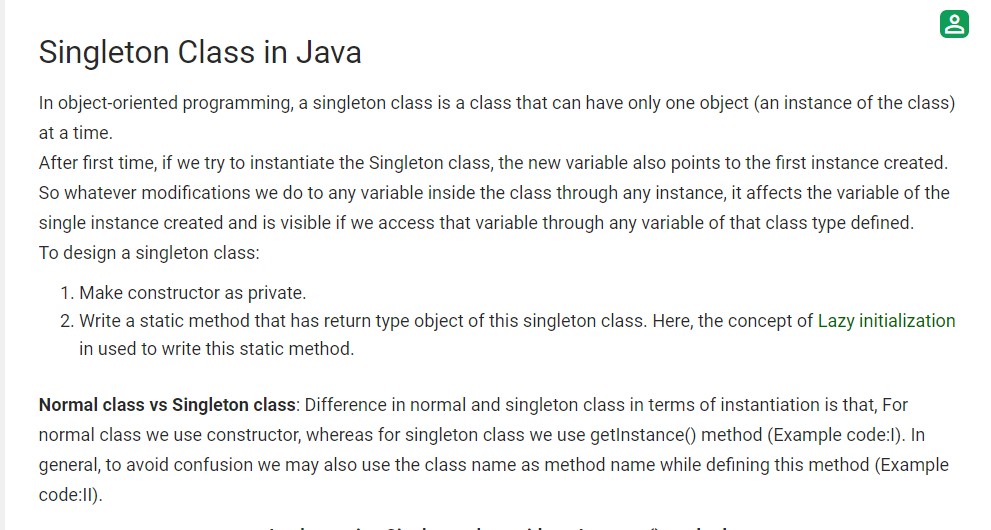 Singleton Class in Java
In object-oriented programming, a singleton class is a class that can have only one object (an instance of the class)
at a time.
After first time, if we try to instantiate the Singleton class, the new variable also points to the first instance created.
So whatever modifications we do to any variable inside the class through any instance, it affects the variable of the
single instance created and is visible if we access that variable through any variable of that class type defined.
To design a singleton class:
1. Make constructor as private.
2. Write a static method that has return type object of this singleton class. Here, the concept of Lazy initialization
in used to write this static method.
Normal class vs Singleton class: Difference in normal and singleton class in terms of instantiation is that, For
normal class we use constructor, whereas for singleton class we use getInstance() method (Example code:I). In
general, to avoid confusion we may also use the class name as method name while defining this method (Example
code:II).